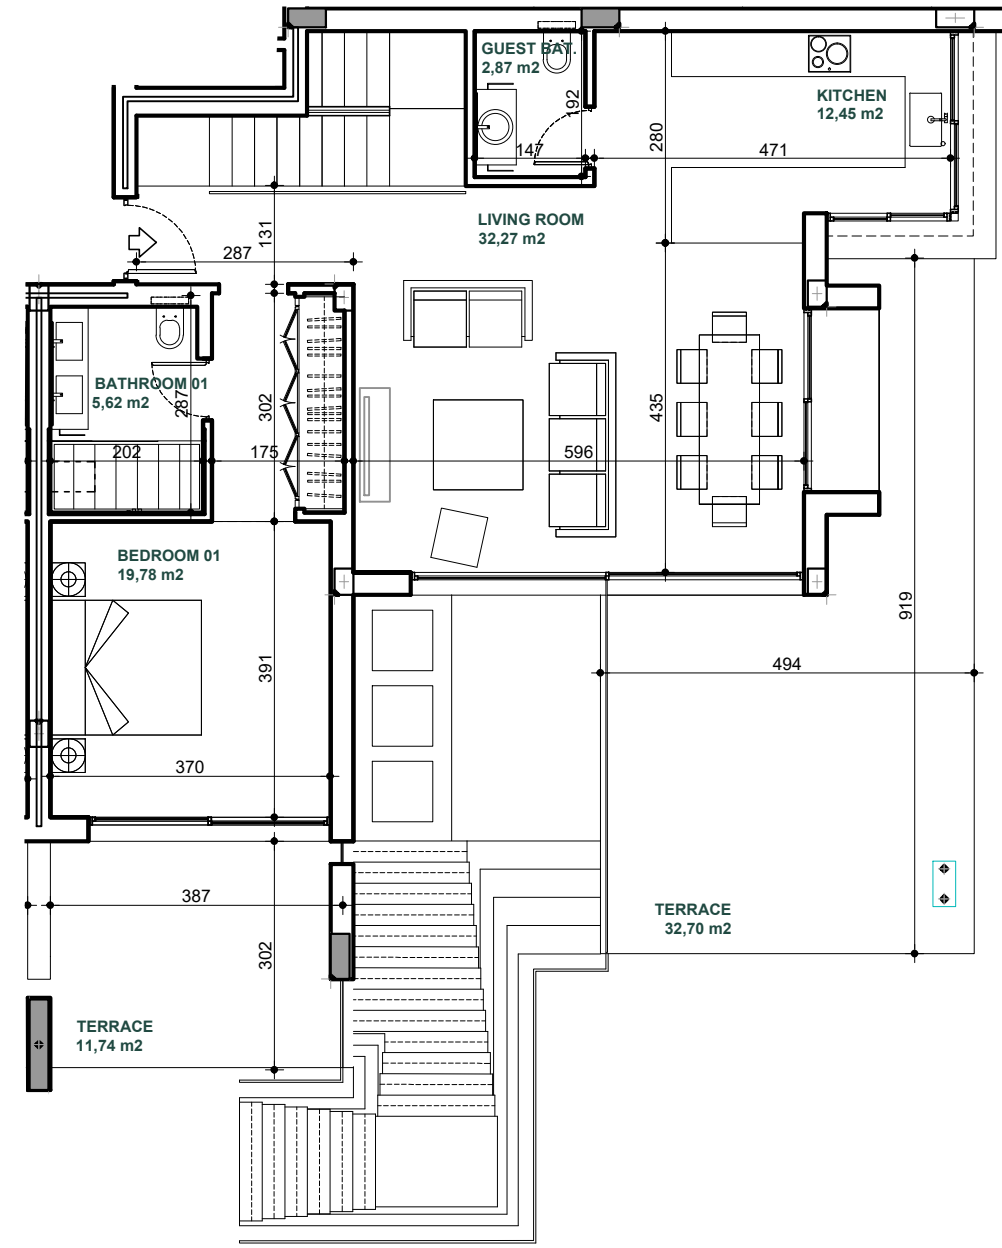 GUEST BAT.
2,87 m2
192
147
KITCHEN
12,45 m2
280
471
LIVING ROOM
32,27 m2
131
287
BATHROOM 01
5,62 m2
287
302
435
202
175
596
BEDROOM 01
19,78 m2
919
391
494
370
387
TERRACE
32,70 m2
302
TERRACE
11,74 m2